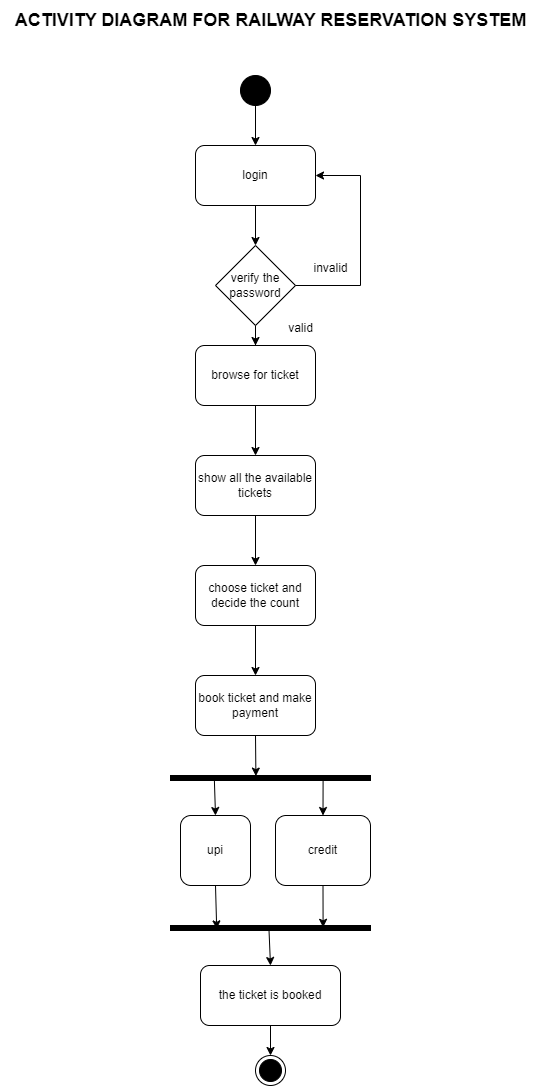 ACTIVITY DIAGRAM FOR RAILWAY RESERVATION SYSTEM
login
invalid
verify the
password
valid
browse for ticket
show all the available
tickets
choose ticket and
decide the count
book ticket and make
payment
upi
credit
the ticket is booked